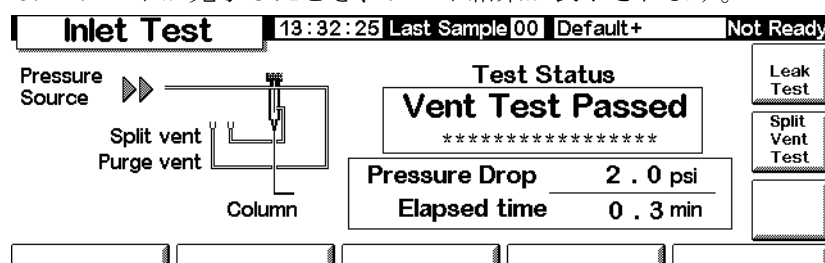 Inlet Test 13:32:25 Last Sample 00 Default+ Not Ready
Pressure
Source
Split vent
Purge vent
Column
Test Status
Vent Test Passed
*****************
Pressure Drop 2.0 psi
Elapsed time 0.3 min
Leak
Test
Split
Vent
Test